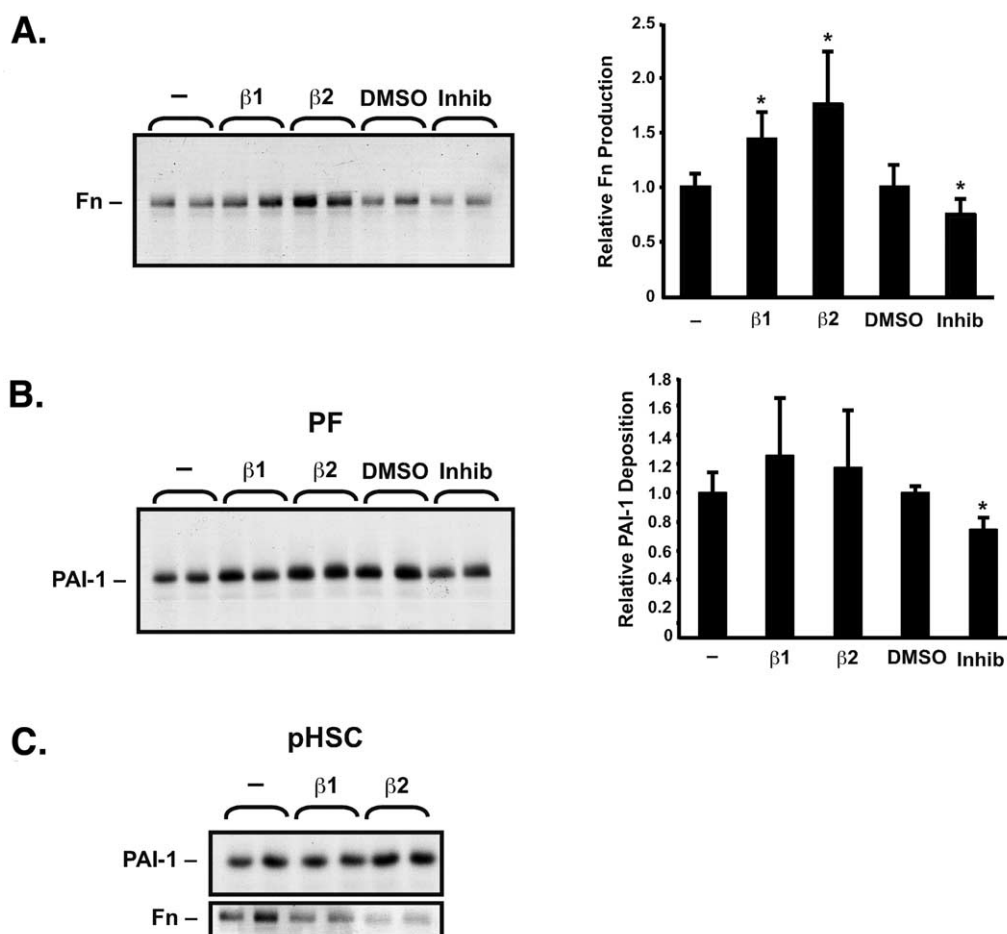 A.
– β1 β2 DMSO Inhib
Fn –
Relative Fn Production
2.5
2.0
1.5
1.0
0.5
0
* * *
– β1 β2 DMSO Inhib
B.
PF
– β1 β2 DMSO Inhib
PAI-1 –
Relative PAI-1 Deposition
1.8
1.6
1.4
1.2
1.0
0.8
0.6
0.4
0.2
0
*
– β1 β2 DMSO Inhib
C.
pHSC
– β1 β2
PAI-1 –
Fn –